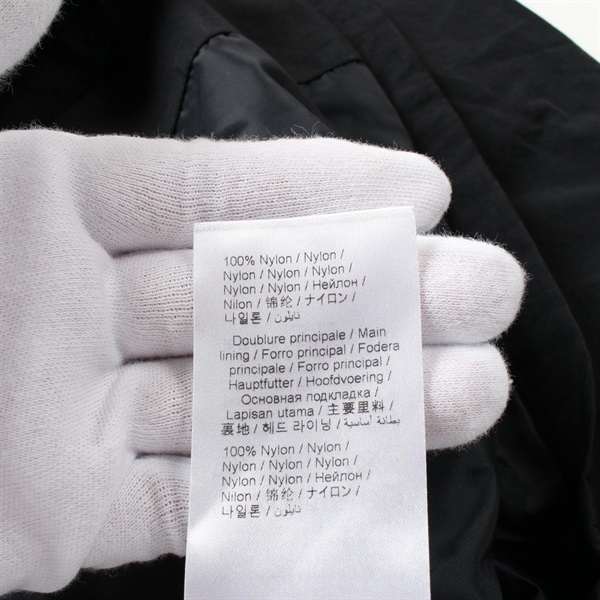 100% Nylon / Nylon /
Nylon / Nylon / Nylon /
Nylon / Nylon / Нейлон /
Nilon / 锦纶 / ナイロン /
나일론 / نايلون
Doublure principale / Main
lining / Forro principal / Fodera
principale / Forro principal /
Hauptfutter / Hoofdvoering /
Основная подкладка /
Lapisan utama / 主要里料 /
裏地 / 헤드 라이닝 / بطانة أساسية
100% Nylon / Nylon /
Nylon / Nylon / Nylon /
Nylon / Nylon / Нейлон /
Nilon / 锦纶 / ナイロン /
나일론 / نايلون